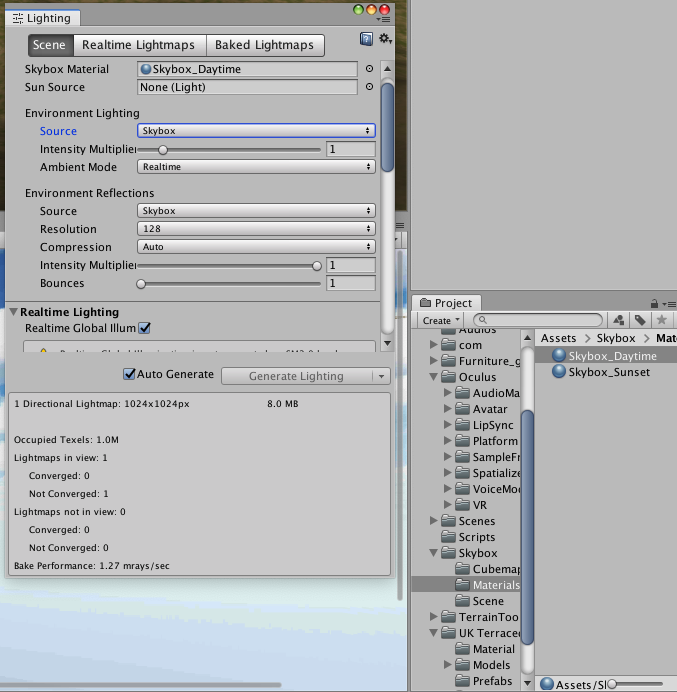 Lighting
Scene Realtime Lightmaps Baked Lightmaps
Skybox Material Skybox_Daytime
Sun Source None (Light)
Environment Lighting
Source Skybox
Intensity Multiplier 1
Ambient Mode Realtime
Environment Reflections
Source Skybox
Resolution 128
Compression Auto
Intensity Multiplier 1
Bounces 1
Realtime Lighting
Realtime Global Illum
Auto Generate Generate Lighting
1 Directional Lightmap: 1024x1024px 8.0 MB
Occupied Texels: 1.0M
Lightmaps in view: 1
Converged: 0
Not Converged: 1
Lightmaps not in view: 0
Converged: 0
Not Converged: 0
Bake Performance: 1.27 mrays/sec
Project
Create
Audios
com
Furniture_g
Oculus
AudioMa
Avatar
LipSync
Platform
SampleFr
Spatialize
VoiceMod
VR
Scenes
Scripts
Skybox
Cubemap
Materials
Scene
TerrainToo
UK Terraced
Material
Models
Prefabs
Assets > Skybox > Mat
Skybox_Daytime
Skybox_Sunset
Assets/Sk